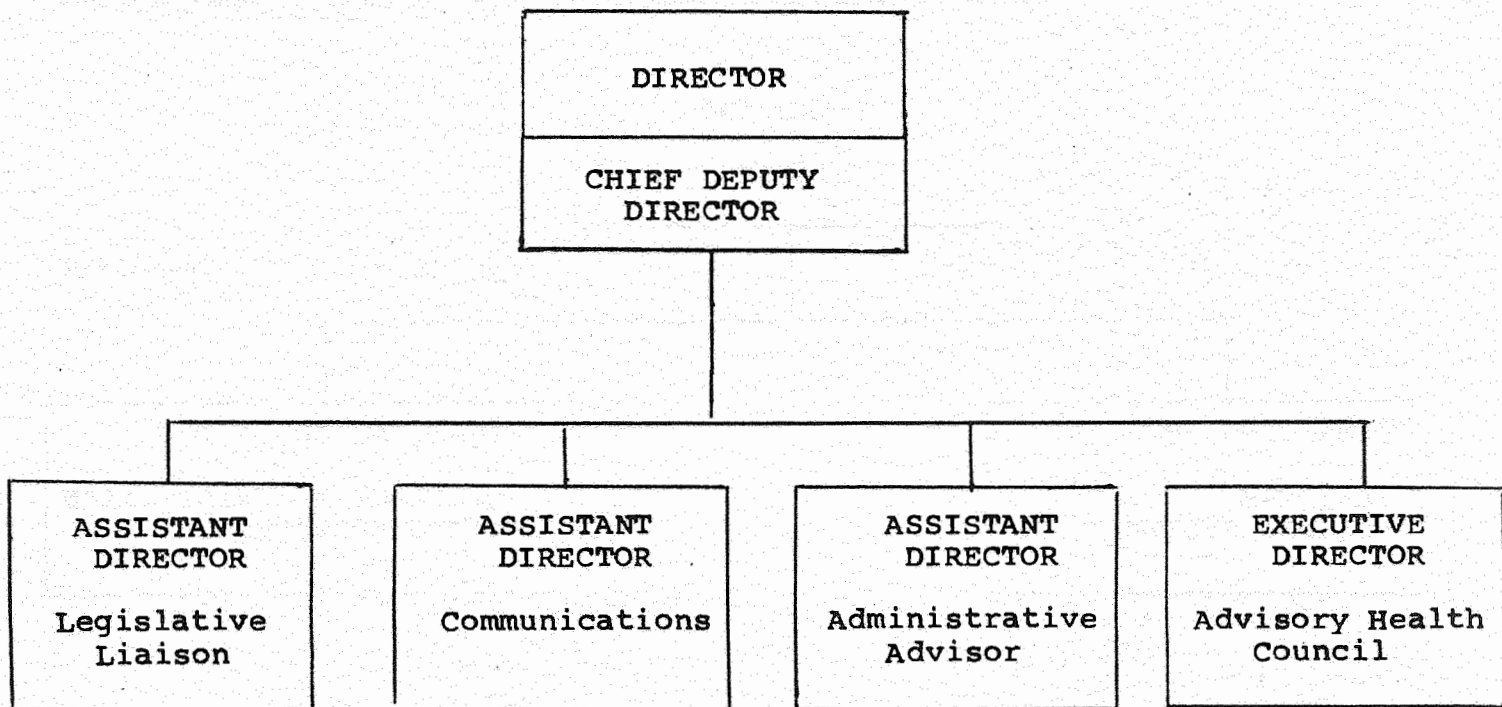 DIRECTOR
CHIEF DEPUTY
DIRECTOR
ASSISTANT
DIRECTOR
Legislative
Liaison
ASSISTANT
DIRECTOR
Communications
ASSISTANT
DIRECTOR
Administrative
Advisor
EXECUTIVE
DIRECTOR
Advisory Health
Council